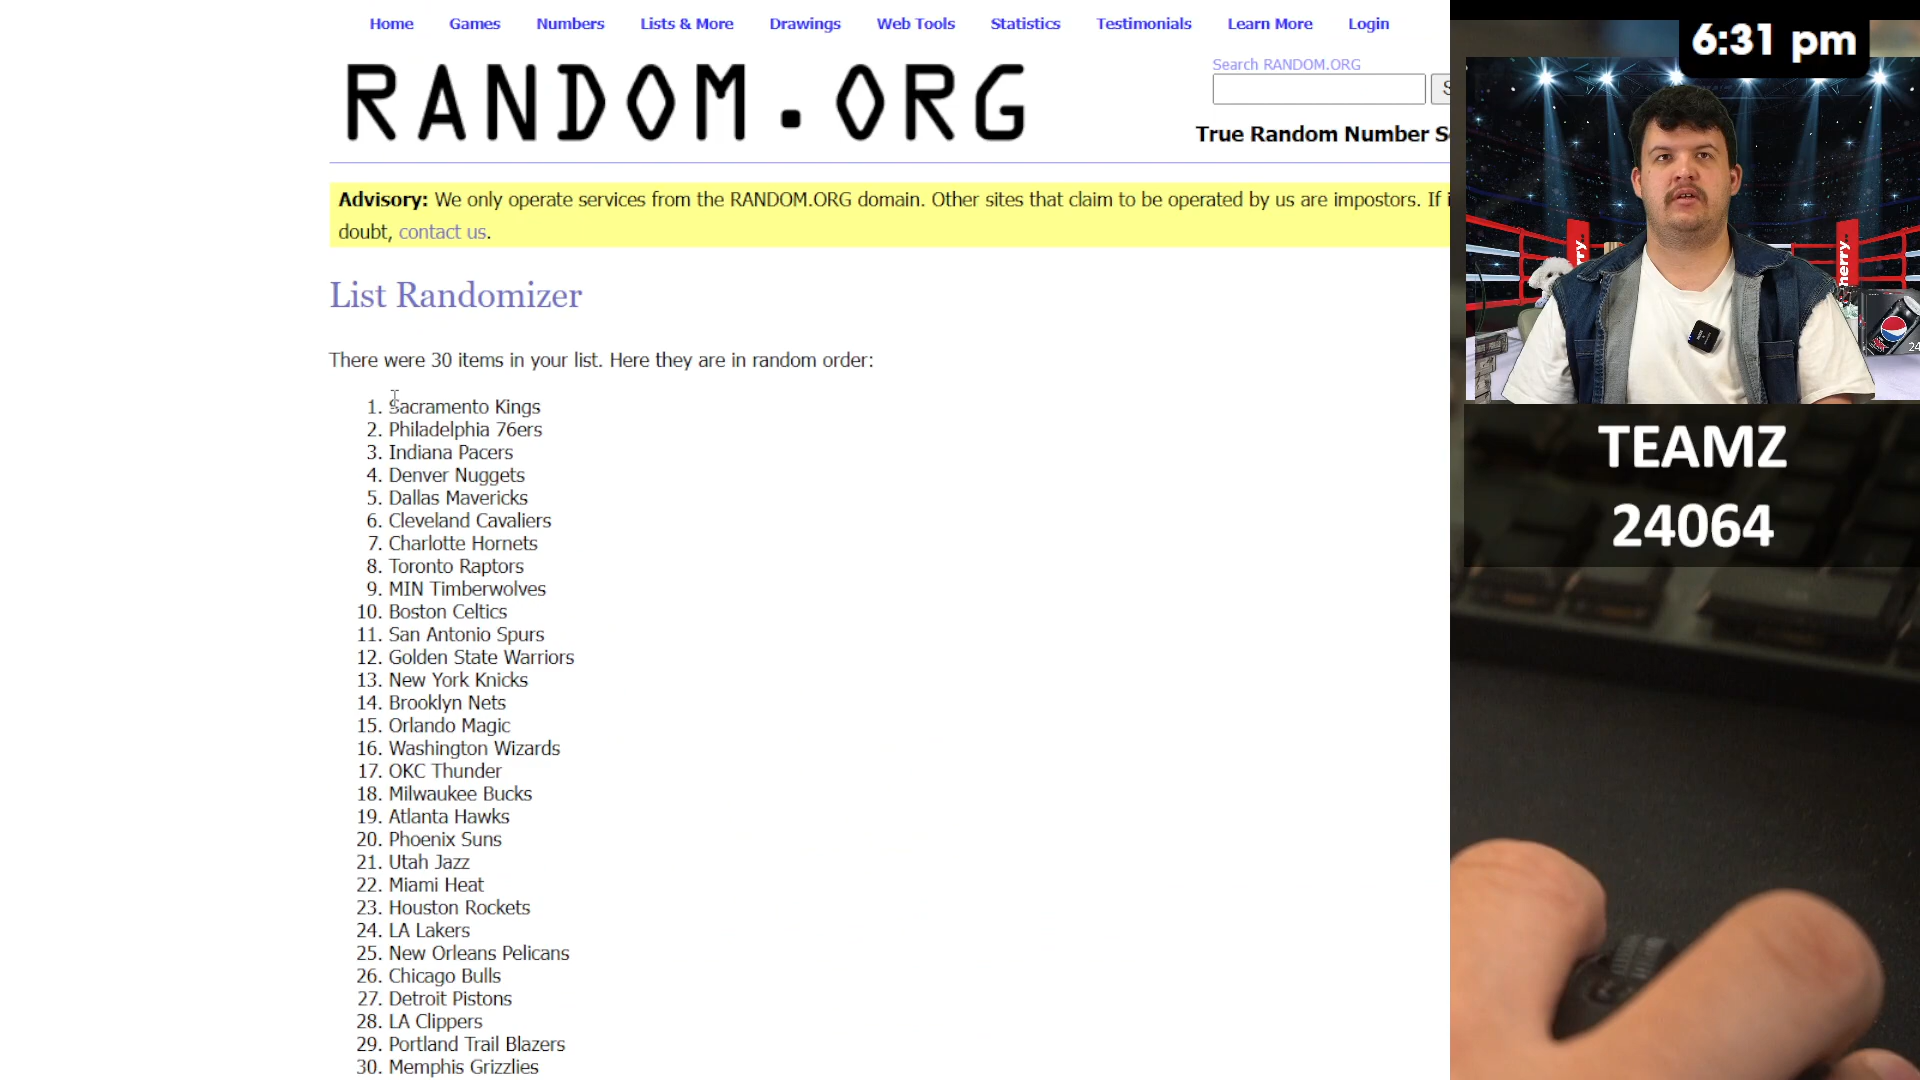 Home Games Numbers Lists & More Drawings Web Tools Statistics Testimonials Learn More Login
RANDOM.ORG
Search RANDOM.ORG
True Random Number S
Advisory: We only operate services from the RANDOM.ORG domain. Other sites that claim to be operated by us are impostors. If i
doubt, contact us.
List Randomizer
There were 30 items in your list. Here they are in random order:
1. Sacramento Kings
2. Philadelphia 76ers
3. Indiana Pacers
4. Denver Nuggets
5. Dallas Mavericks
6. Cleveland Cavaliers
7. Charlotte Hornets
8. Toronto Raptors
9. MIN Timberwolves
10. Boston Celtics
11. San Antonio Spurs
12. Golden State Warriors
13. New York Knicks
14. Brooklyn Nets
15. Orlando Magic
16. Washington Wizards
17. OKC Thunder
18. Milwaukee Bucks
19. Atlanta Hawks
20. Phoenix Suns
21. Utah Jazz
22. Miami Heat
23. Houston Rockets
24. LA Lakers
25. New Orleans Pelicans
26. Chicago Bulls
27. Detroit Pistons
28. LA Clippers
29. Portland Trail Blazers
30. Memphis Grizzlies
6:31 pm
erry.
herry.
24
TEAMZ
24064